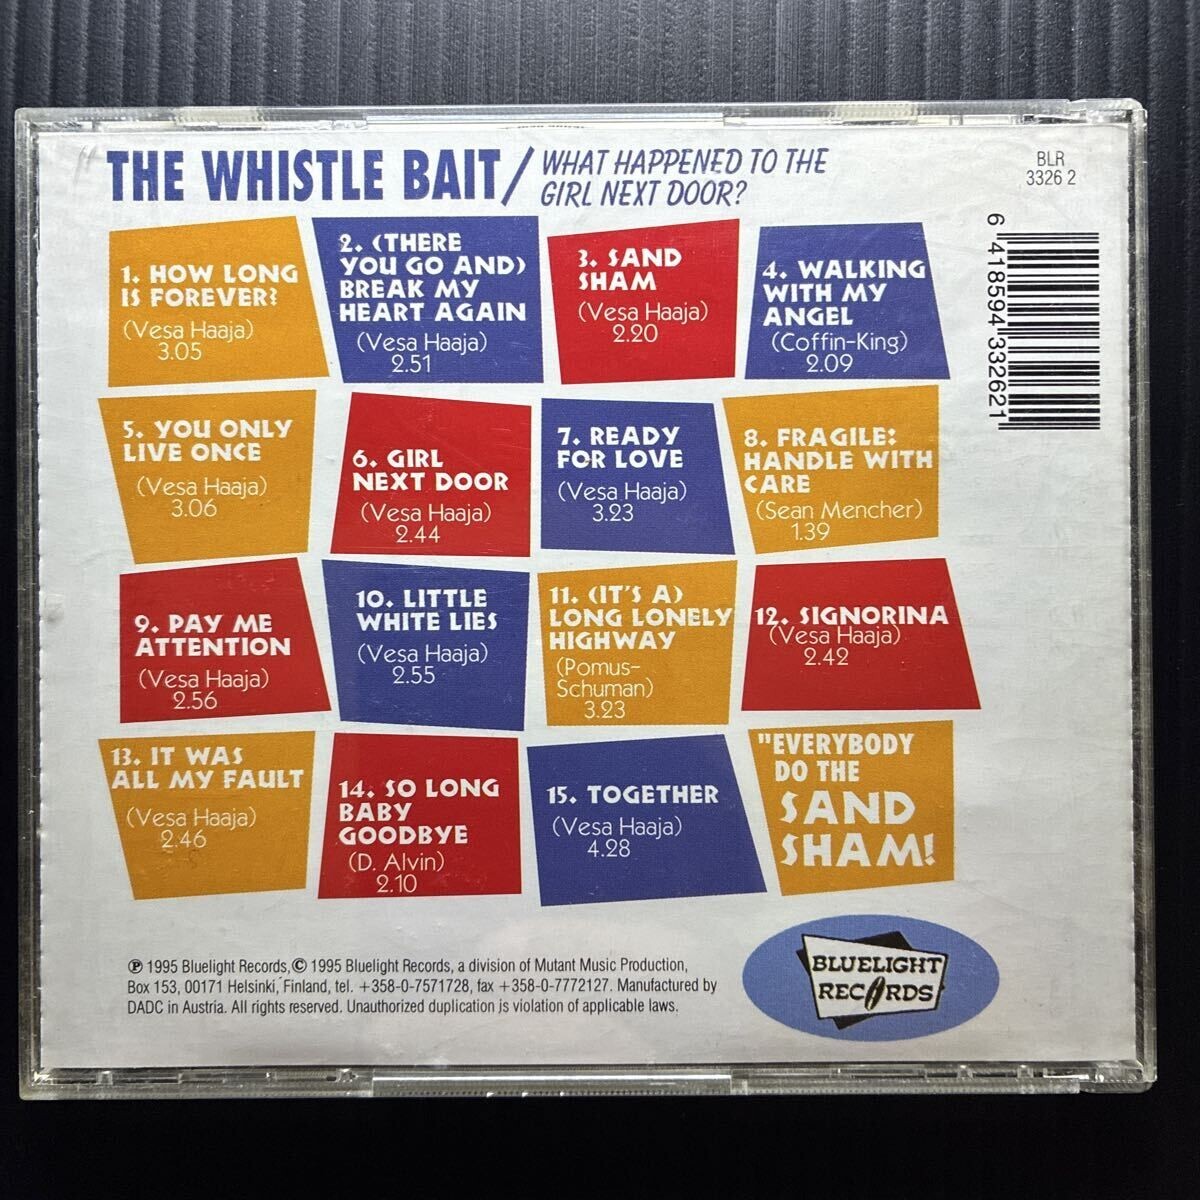 THE WHISTLE BAIT / WHAT HAPPENED TO THE
GIRL NEXT DOOR?
BLR
3326 2
6 418594 332621
1. HOW LONG
IS FOREVER?
(Vesa Haaja)
3.05
2. (THERE
YOU GO AND)
BREAK MY
HEART AGAIN
(Vesa Haaja)
2.51
3. SAND
SHAM
(Vesa Haaja)
2.20
4. WALKING
WITH MY
ANGEL
(Coffin-King)
2.09
5. YOU ONLY
LIVE ONCE
(Vesa Haaja)
3.06
6. GIRL
NEXT DOOR
(Vesa Haaja)
2.44
7. READY
FOR LOVE
(Vesa Haaja)
3.23
8. FRAGILE:
HANDLE WITH
CARE
(Sean Mencher)
1.39
9. PAY ME
ATTENTION
(Vesa Haaja)
2.56
10. LITTLE
WHITE LIES
(Vesa Haaja)
2.55
11. (IT'S A)
LONG LONELY
HIGHWAY
(Pomus-
Schuman)
3.23
12. SIGNORINA
(Vesa Haaja)
2.42
13. IT WAS
ALL MY FAULT
(Vesa Haaja)
2.46
14. SO LONG
BABY
GOODBYE
(D. Alvin)
2.10
15. TOGETHER
(Vesa Haaja)
4.28
"EVERYBODY
DO THE
SAND
SHAM!
℗ 1995 Bluelight Records, © 1995 Bluelight Records, a division of Mutant Music Production,
Box 153, 00171 Helsinki, Finland, tel. +358-0-7571728, fax +358-0-7772127. Manufactured by
DADC in Austria. All rights reserved. Unauthorized duplication is violation of applicable laws.
BLUELIGHT
RECORDS